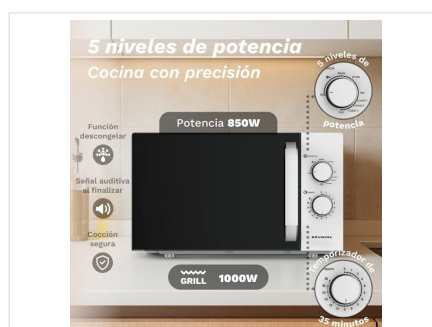 5 niveles de potencia
Cocina con precisión
5 niveles de
potencia
Potencia 850W
Función
descongelar
Señal auditiva
al finalizar
Cocción
segura
GRILL 1000W
Temporizador de
35 minutos